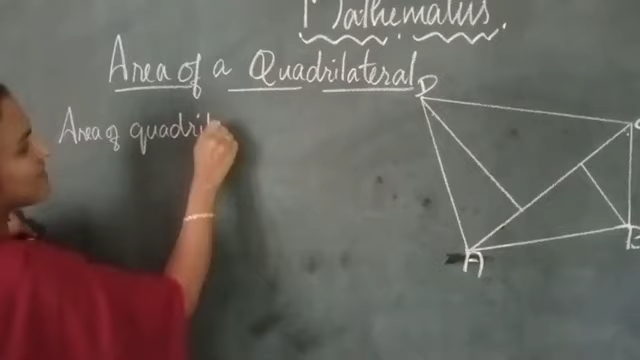 Mathematics.
Area of a Quadrilateral
D
Area of quadril
A